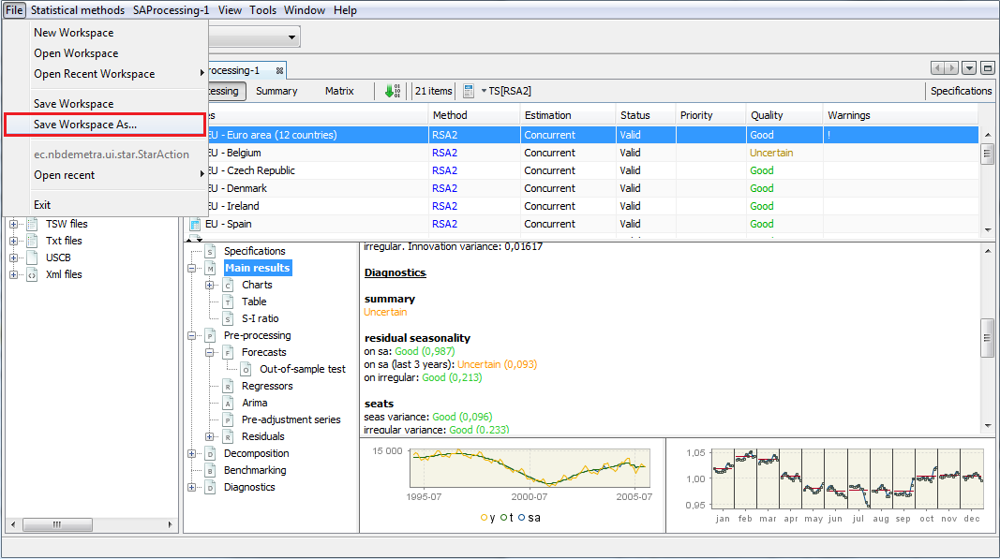 File Statistical methods SAProcessing-1 View Tools Window Help
New Workspace
Open Workspace
Open Recent Workspace
Save Workspace
Save Workspace As...
ec.nbdemetra.ui.star.StarAction
Open recent
Exit
TSW files
Txt files
USCB
Xml files
rocessing-1
essing Summary Matrix 21 items TS[RSA2] Specifications
es Method Estimation Status Priority Quality Warnings
EU - Euro area (12 countries) RSA2 Concurrent Valid Good !
EU - Belgium RSA2 Concurrent Valid Uncertain
EU - Czech Republic RSA2 Concurrent Valid Good
EU - Denmark RSA2 Concurrent Valid Good
EU - Ireland RSA2 Concurrent Valid Good
EU - Spain RSA2 Concurrent Valid Good
S Specifications
M Main results
C Charts
T Table
S S-I ratio
P Pre-processing
F Forecasts
O Out-of-sample test
R Regressors
A Arima
P Pre-adjustment series
R Residuals
D Decomposition
B Benchmarking
D Diagnostics
irregular. Innovation variance: 0,01617
Diagnostics
summary
Uncertain
residual seasonality
on sa: Good (0,987)
on sa (last 3 years): Uncertain (0,093)
on irregular: Good (0,213)
seats
seas variance: Good (0,096)
irregular variance: Good (0,233)
15 000
1995-07 2000-07 2005-07
y t sa
1,05
1,00
0,95
jan feb mar apr may jun jul aug sep oct nov dec